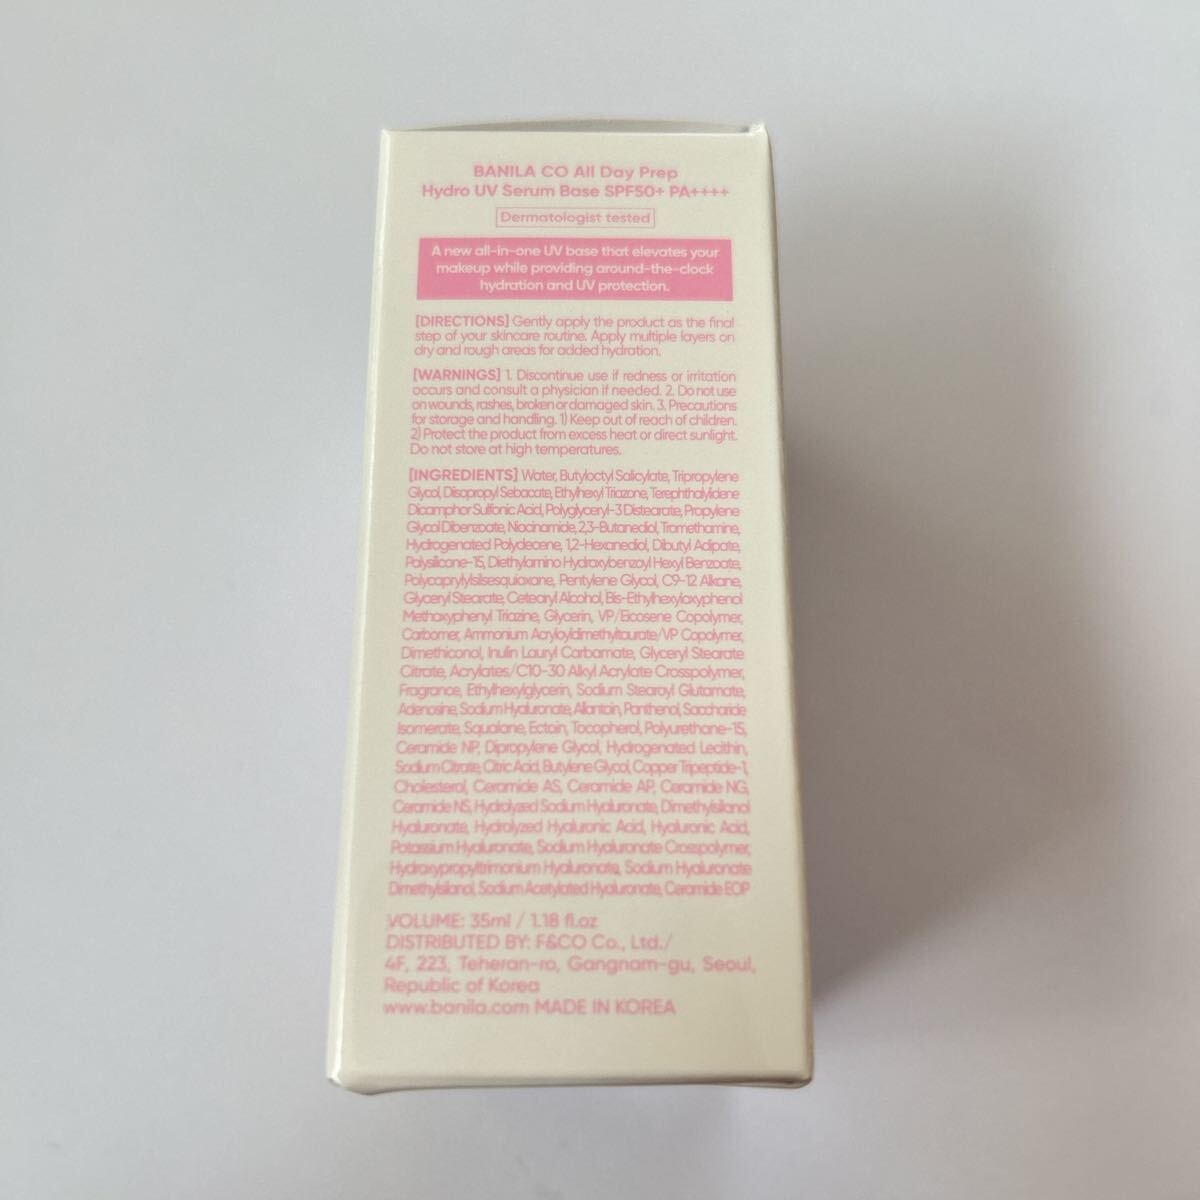 BANILA CO All Day Prep
Hydro UV Serum Base SPF50+ PA++++
Dermatologist tested
A new all-in-one UV base that elevates your
makeup while providing around-the-clock
hydration and UV protection.
[DIRECTIONS] Gently apply the product as the final
step of your skincare routine. Apply multiple layers on
dry and rough areas for added hydration.
[WARNINGS] 1. Discontinue use if redness or irritation
occurs and consult a physician if needed. 2. Do not use
on wounds, rashes, broken or damaged skin. 3. Precautions
for storage and handling. 1) Keep out of reach of children.
2) Protect the product from excess heat or direct sunlight.
Do not store at high temperatures.
[INGREDIENTS] Water, Butyloctyl Salicylate, Tripropylene
Glycol, Diisopropyl Sebacate, Ethylhexyl Triazone, Terephthalylidene
Dicamphor Sulfonic Acid, Polyglyceryl-3 Distearate, Propylene
Glycol Dibenzoate, Niacinamide, 2,3-Butanediol, Tromethamine,
Hydrogenated Polydecene, 1,2-Hexanediol, Dibutyl Adipate,
Polysilicone-15, Diethylamino Hydroxybenzoyl Hexyl Benzoate,
Polycaprylylsilsesquioxane, Pentylene Glycol, C9-12 Alkane,
Glyceryl Stearate, Cetearyl Alcohol, Bis-Ethylhexyloxyphenol
Methoxyphenyl Triazine, Glycerin, VP/Eicosene Copolymer,
Carbomer, Ammonium Acryloyldimethyltaurate/VP Copolymer,
Dimethiconol, Inulin Lauryl Carbamate, Glyceryl Stearate
Citrate, Acrylates/C10-30 Alkyl Acrylate Crosspolymer,
Fragrance, Ethylhexylglycerin, Sodium Stearoyl Glutamate,
Adenosine, Sodium Hyaluronate, Allantoin, Panthenol, Saccharide
Isomerate, Squalane, Ectoin, Tocopherol, Polyurethane-15,
Ceramide NP, Dipropylene Glycol, Hydrogenated Lecithin,
Sodium Citrate, Citric Acid, Butylene Glycol, Copper Tripeptide-1,
Cholesterol, Ceramide AS, Ceramide AP, Ceramide NG,
Ceramide NS, Hydrolyzed Sodium Hyaluronate, Dimethylsilanol
Hyaluronate, Hydrolyzed Hyaluronic Acid, Hyaluronic Acid,
Potassium Hyaluronate, Sodium Hyaluronate Crosspolymer,
Hydroxypropyltrimonium Hyaluronate, Sodium Hyaluronate
Dimethylsilanol, Sodium Acetylated Hyaluronate, Ceramide EOP
VOLUME: 35ml / 1.18 fl.oz
DISTRIBUTED BY: F&CO Co., Ltd./
4F, 223, Teheran-ro, Gangnam-gu, Seoul,
Republic of Korea
www.banila.com MADE IN KOREA